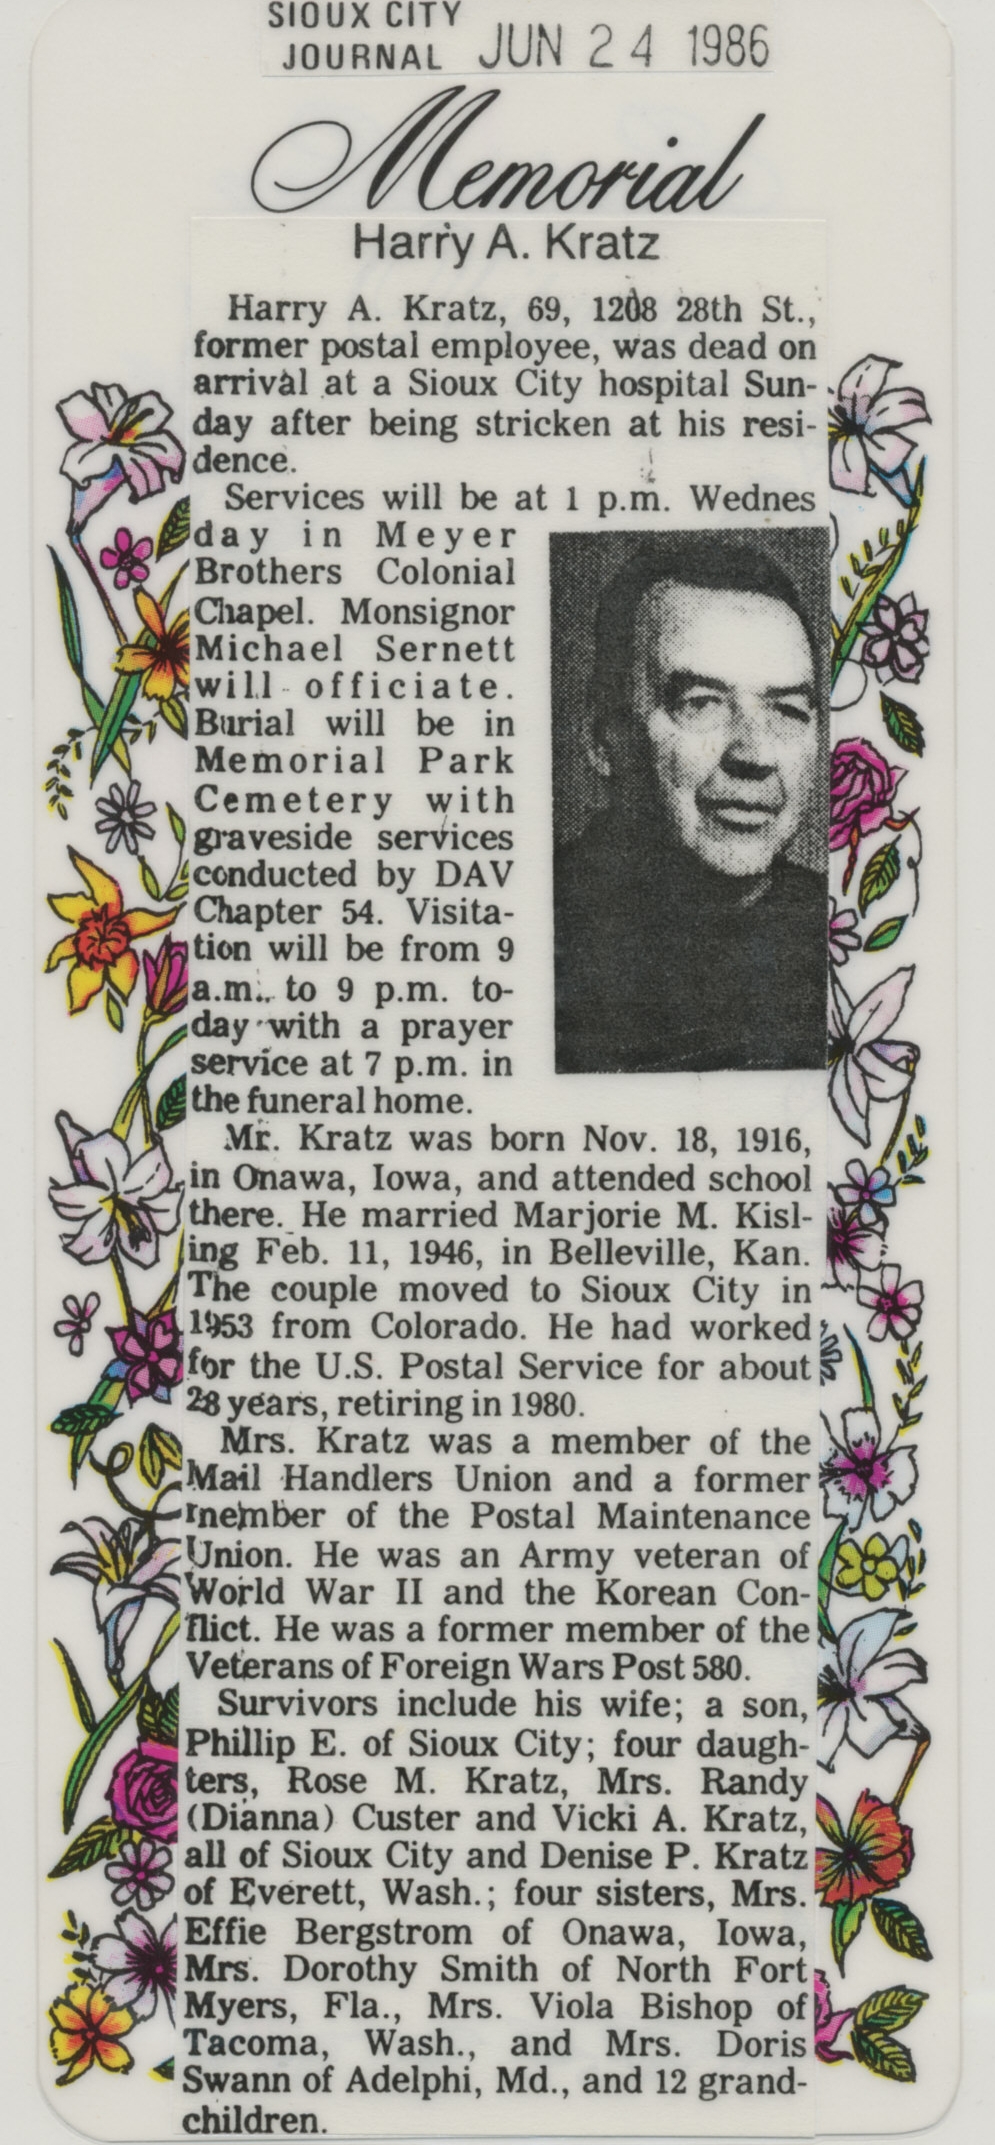 SIOUX CITY
JOURNAL JUN 24 1986
Memorial
Harry A. Kratz
Harry A. Kratz, 69, 1208 28th St.,
former postal employee, was dead on
arrival at a Sioux City hospital Sun-
day after being stricken at his resi-
dence.
Services will be at 1 p.m. Wednes
day in Meyer
Brothers Colonial
Chapel. Monsignor
Michael Sernett
will officiate.
Burial will be in
Memorial Park
Cemetery with
graveside services
conducted by DAV
Chapter 54. Visita-
tion will be from 9
a.m. to 9 p.m. to-
day with a prayer
service at 7 p.m. in
the funeral home.
Mr. Kratz was born Nov. 18, 1916,
in Onawa, Iowa, and attended school
there. He married Marjorie M. Kisl-
ing Feb. 11, 1946, in Belleville, Kan.
The couple moved to Sioux City in
1953 from Colorado. He had worked
for the U.S. Postal Service for about
28 years, retiring in 1980.
Mrs. Kratz was a member of the
Mail Handlers Union and a former
member of the Postal Maintenance
Union. He was an Army veteran of
World War II and the Korean Con-
flict. He was a former member of the
Veterans of Foreign Wars Post 580.
Survivors include his wife; a son,
Phillip E. of Sioux City; four daugh-
ters, Rose M. Kratz, Mrs. Randy
(Dianna) Custer and Vicki A. Kratz,
all of Sioux City and Denise P. Kratz
of Everett, Wash.; four sisters, Mrs.
Effie Bergstrom of Onawa, Iowa,
Mrs. Dorothy Smith of North Fort
Myers, Fla., Mrs. Viola Bishop of
Tacoma, Wash., and Mrs. Doris
Swann of Adelphi, Md., and 12 grand-
children.